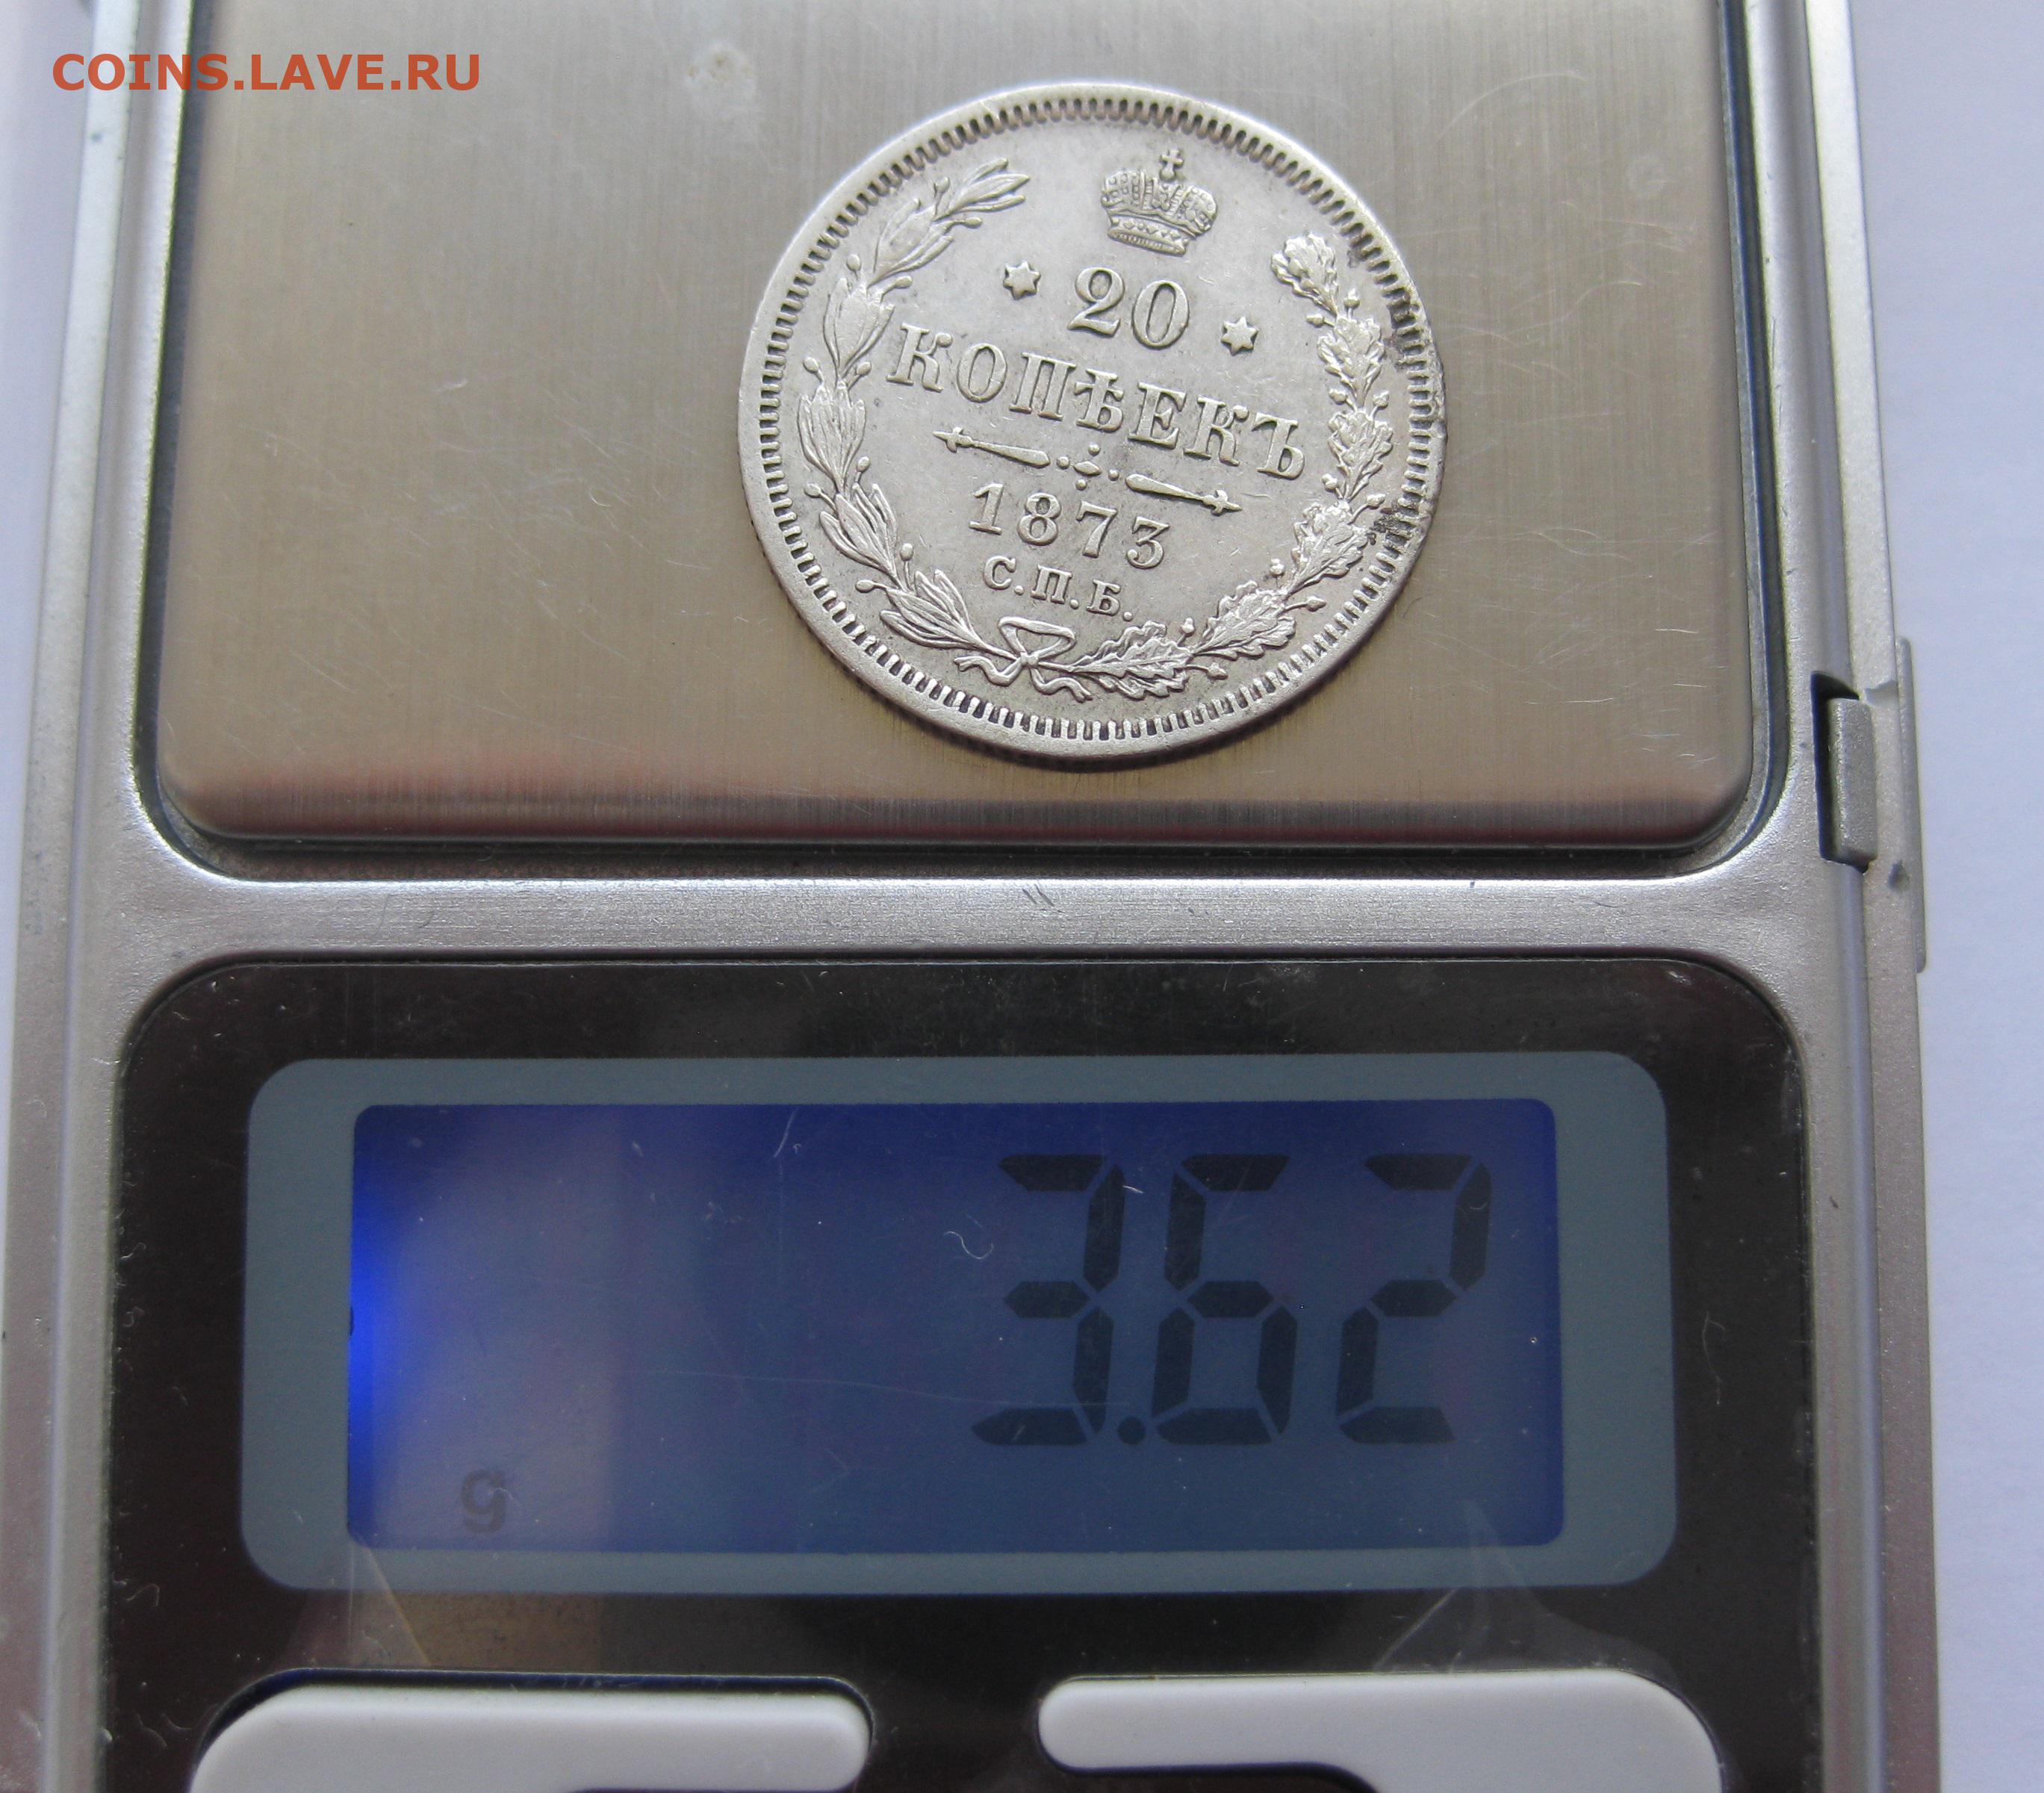 COINS.LAVE.RU
20
КОПѢЕКЪ
1873
С.П.Б.
3.62
g